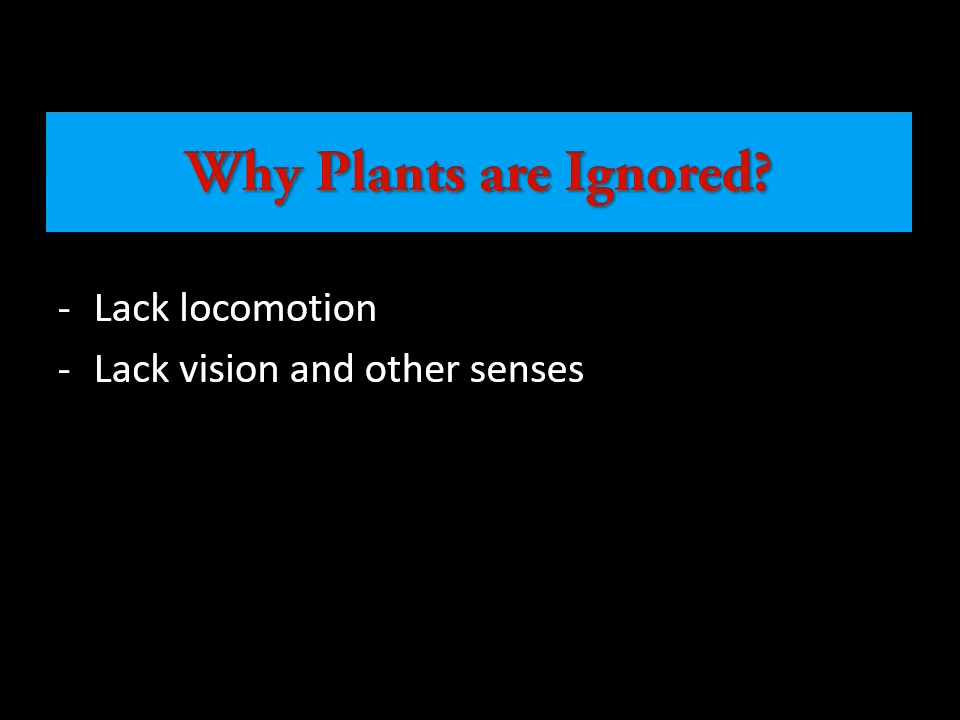 Why Plants are Ignored?
- Lack locomotion
- Lack vision and other senses